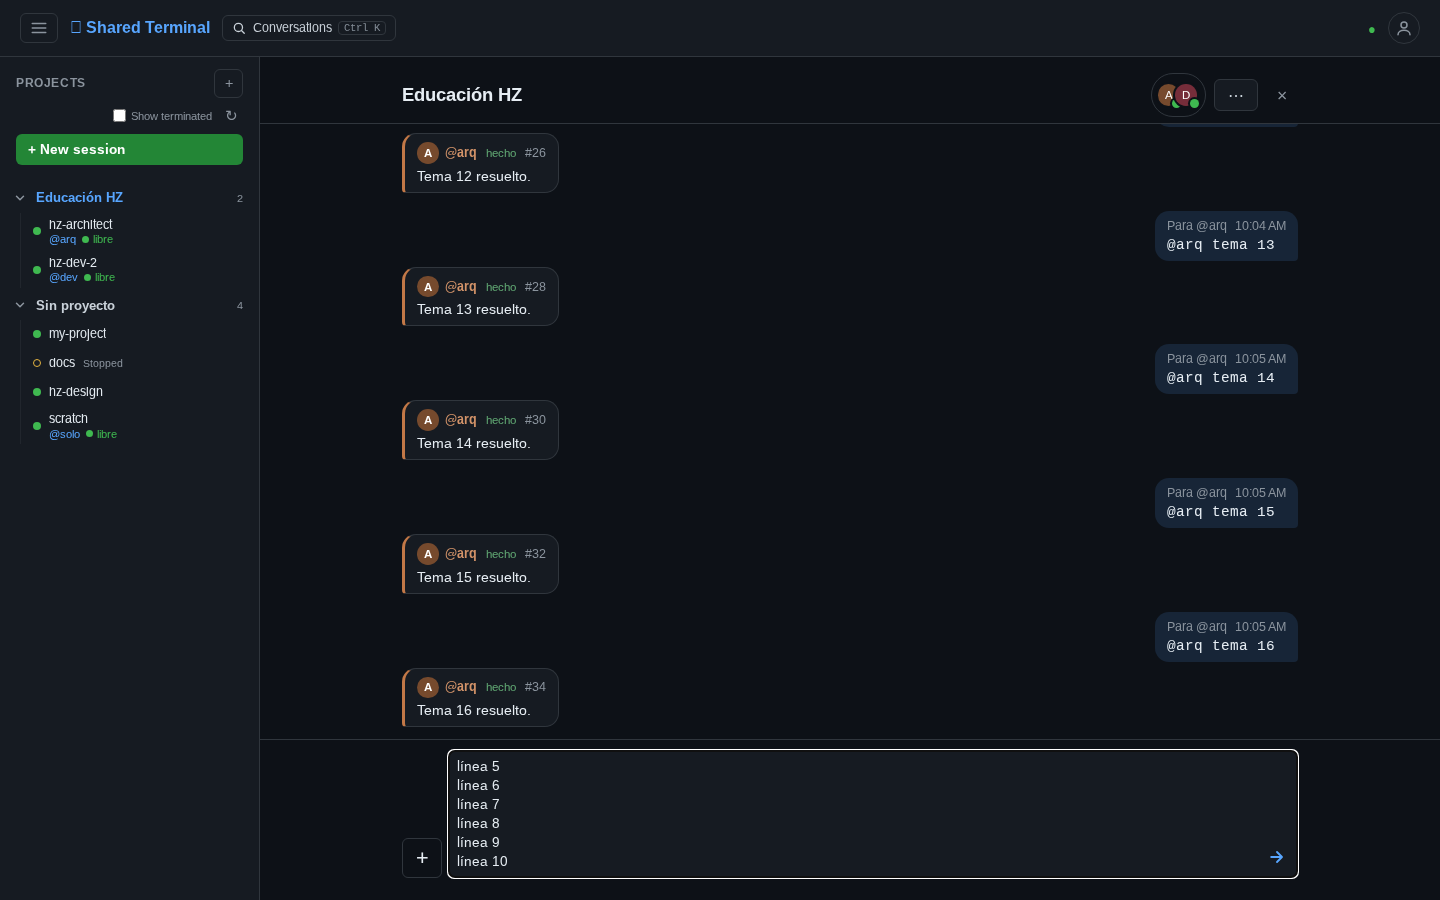 Shared Terminal
Conversations Ctrl K
PROJECTS
+
Show terminated ↻
+ New session
Educación HZ 2
hz-architect
@arq libre
hz-dev-2
@dev libre
Sin proyecto 4
my-project
docs Stopped
hz-design
scratch
@solo libre
Educación HZ
A D ⋯ ×
A @arq hecho #26
Tema 12 resuelto.
Para @arq 10:04 AM
@arq tema 13
A @arq hecho #28
Tema 13 resuelto.
Para @arq 10:05 AM
@arq tema 14
A @arq hecho #30
Tema 14 resuelto.
Para @arq 10:05 AM
@arq tema 15
A @arq hecho #32
Tema 15 resuelto.
Para @arq 10:05 AM
@arq tema 16
A @arq hecho #34
Tema 16 resuelto.
línea 5
línea 6
línea 7
línea 8
línea 9
línea 10
+